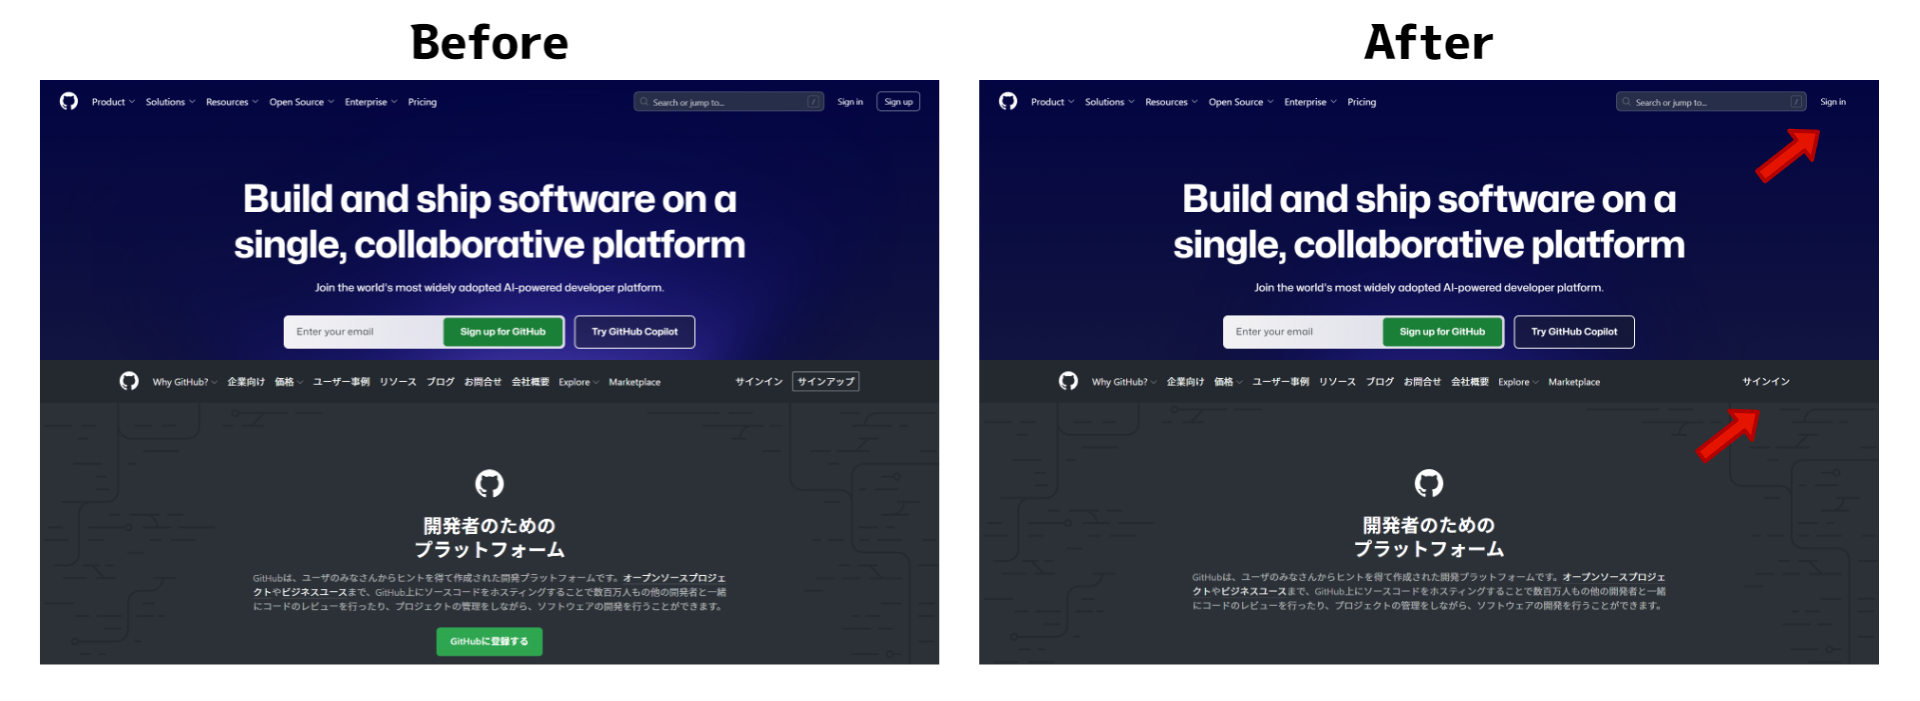 Before
Product Solutions Resources Open Source Enterprise Pricing Search or jump to... / Sign in Sign up
Build and ship software on a
single, collaborative platform
Join the world's most widely adopted AI-powered developer platform.
Enter your email Sign up for GitHub Try GitHub Copilot
Why GitHub? 企業向け 価格 ユーザー事例 リソース ブログ お問合せ 会社概要 Explore Marketplace サインイン サインアップ
開発者のための
プラットフォーム
GitHubは、ユーザのみなさんからヒントを得て作成された開発プラットフォームです。オープンソースプロジェ
クトやビジネスユースまで、GitHub上にソースコードをホスティングすることで数百万人もの他の開発者と一緒
にコードのレビューを行ったり、プロジェクトの管理をしながら、ソフトウェアの開発を行うことができます。
GitHubに登録する
After
Product Solutions Resources Open Source Enterprise Pricing Search or jump to... / Sign in
Build and ship software on a
single, collaborative platform
Join the world's most widely adopted AI-powered developer platform.
Enter your email Sign up for GitHub Try GitHub Copilot
Why GitHub? 企業向け 価格 ユーザー事例 リソース ブログ お問合せ 会社概要 Explore Marketplace サインイン
開発者のための
プラットフォーム
GitHubは、ユーザのみなさんからヒントを得て作成された開発プラットフォームです。オープンソースプロジェ
クトやビジネスユースまで、GitHub上にソースコードをホスティングすることで数百万人もの他の開発者と一緒
にコードのレビューを行ったり、プロジェクトの管理をしながら、ソフトウェアの開発を行うことができます。